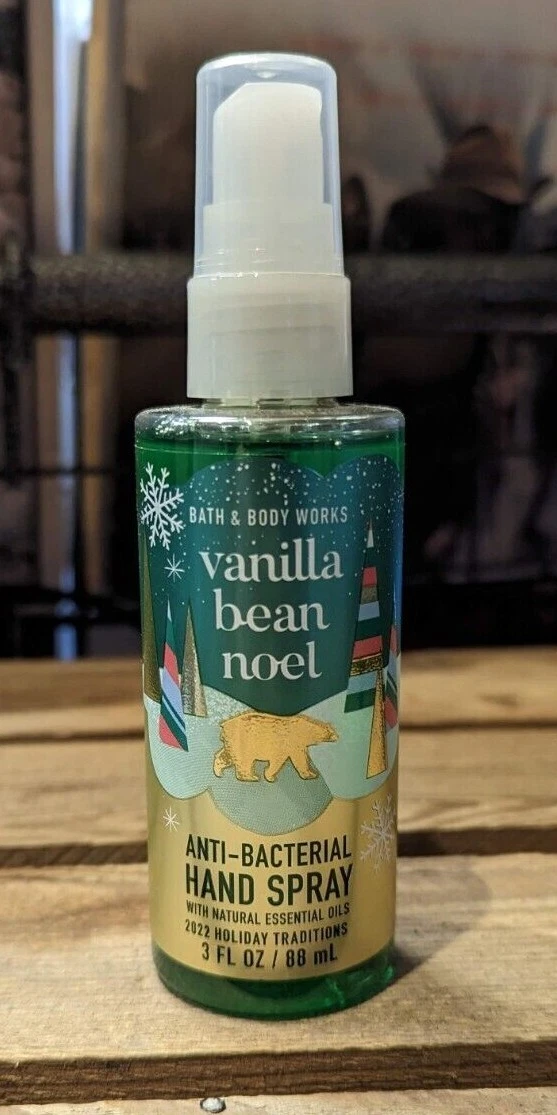 BATH & BODY WORKS
vanilla
bean
noel
ANTI-BACTERIAL
HAND SPRAY
WITH NATURAL ESSENTIAL OILS
2022 HOLIDAY TRADITIONS
3 FL OZ / 88 mL